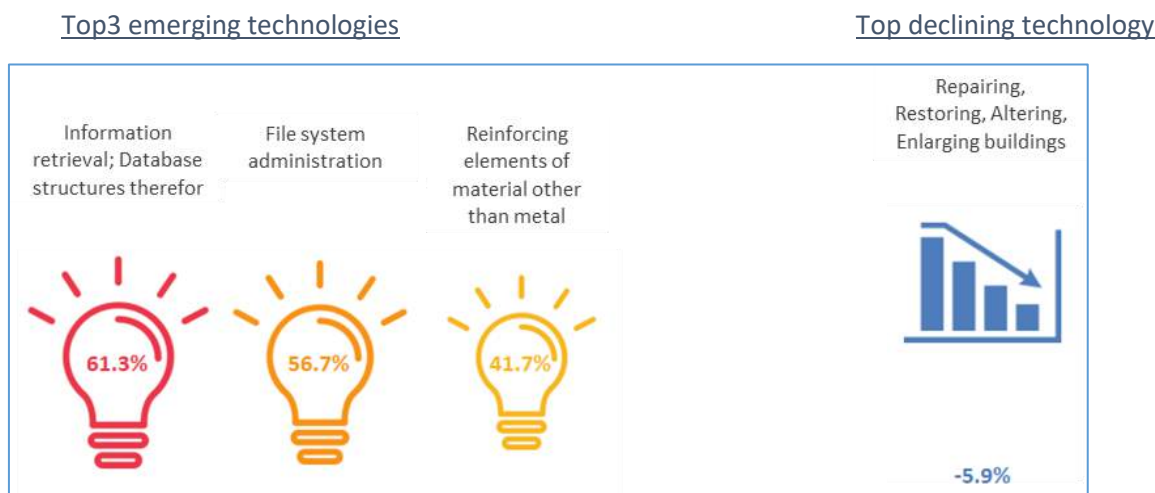 Top3 emerging technologies
Top declining technology
Information
retrieval; Database
structures therefor
File system
administration
Reinforcing
elements of
material other
than metal
Repairing,
Restoring, Altering,
Enlarging buildings
61.3%
56.7%
41.7%
-5.9%